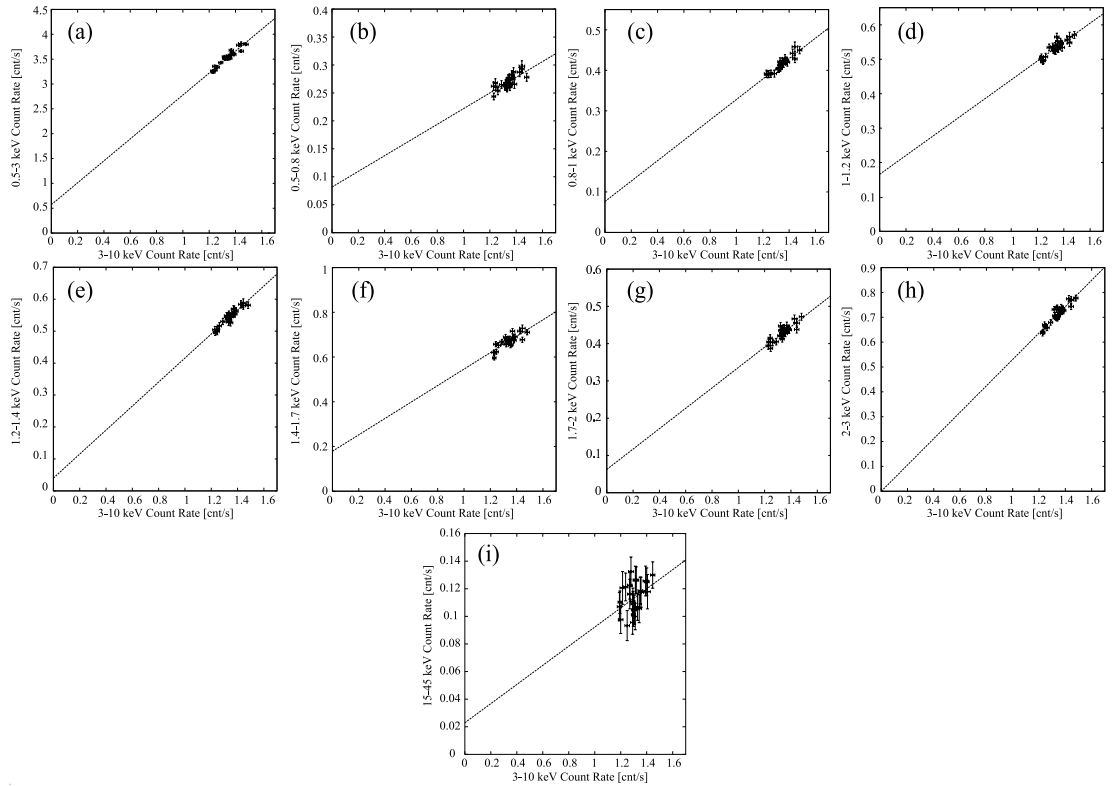 (a)
0.5-3 keV Count Rate [cnt/s]
4.5
4
3.5
3
2.5
2
1.5
1
0.5
0
0 0.2 0.4 0.6 0.8 1 1.2 1.4 1.6
3-10 keV Count Rate [cnt/s]
(b)
0.5-0.8 keV Count Rate [cnt/s]
0.4
0.35
0.3
0.25
0.2
0.15
0.1
0.05
0
0 0.2 0.4 0.6 0.8 1 1.2 1.4 1.6
3-10 keV Count Rate [cnt/s]
(c)
0.8-1 keV Count Rate [cnt/s]
0.5
0.4
0.3
0.2
0.1
0
0 0.2 0.4 0.6 0.8 1 1.2 1.4 1.6
3-10 keV Count Rate [cnt/s]
(d)
1-1.2 keV Count Rate [cnt/s]
0.6
0.5
0.4
0.3
0.2
0.1
0
0 0.2 0.4 0.6 0.8 1 1.2 1.4 1.6
3-10 keV Count Rate [cnt/s]
(e)
1.2-1.4 keV Count Rate [cnt/s]
0.7
0.6
0.5
0.4
0.3
0.2
0.1
0
0 0.2 0.4 0.6 0.8 1 1.2 1.4 1.6
3-10 keV Count Rate [cnt/s]
(f)
1.4-1.7 keV Count Rate [cnt/s]
1
0.8
0.6
0.4
0.2
0
0 0.2 0.4 0.6 0.8 1 1.2 1.4 1.6
3-10 keV Count Rate [cnt/s]
(g)
1.7-2 keV Count Rate [cnt/s]
0.6
0.5
0.4
0.3
0.2
0.1
0
0 0.2 0.4 0.6 0.8 1 1.2 1.4 1.6
3-10 keV Count Rate [cnt/s]
(h)
2-3 keV Count Rate [cnt/s]
0.9
0.8
0.7
0.6
0.5
0.4
0.3
0.2
0.1
0
0 0.2 0.4 0.6 0.8 1 1.2 1.4 1.6
3-10 keV Count Rate [cnt/s]
(i)
15-45 keV Count Rate [cnt/s]
0.16
0.14
0.12
0.1
0.08
0.06
0.04
0.02
0
0 0.2 0.4 0.6 0.8 1 1.2 1.4 1.6
3-10 keV Count Rate [cnt/s]